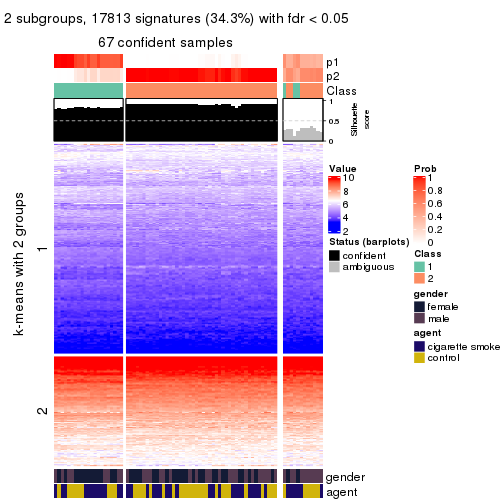 2 subgroups, 17813 signatures (34.3%) with fdr < 0.05
67 confident samples
p1
p2
Class
1
0.5
0
Silhouette
score
k-means with 2 groups
1
2
gender
agent
Value
10
8
6
4
2
Status (barplots)
confident
ambiguous
Prob
1
0.8
0.6
0.4
0.2
0
Class
1
2
gender
female
male
agent
cigarette smoke
control